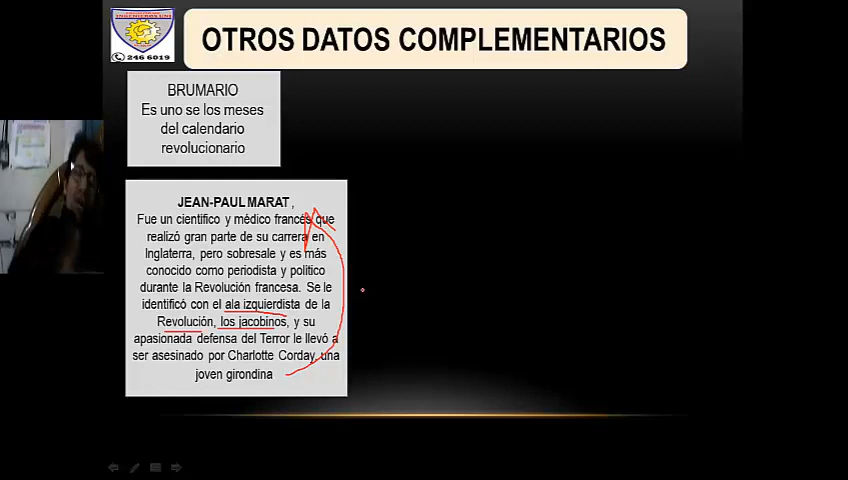 INGENIEROS UNI
246 6019
OTROS DATOS COMPLEMENTARIOS
BRUMARIO
Es uno se los meses
del calendario
revolucionario
JEAN-PAUL MARAT ,
Fue un científico y médico francés que
realizó gran parte de su carrera en
Inglaterra, pero sobresale y es más
conocido como periodista y político
durante la Revolución francesa. Se le
identificó con el ala izquierdista de la
Revolución, los jacobinos, y su
apasionada defensa del Terror le llevó a
ser asesinado por Charlotte Corday, una
joven girondina